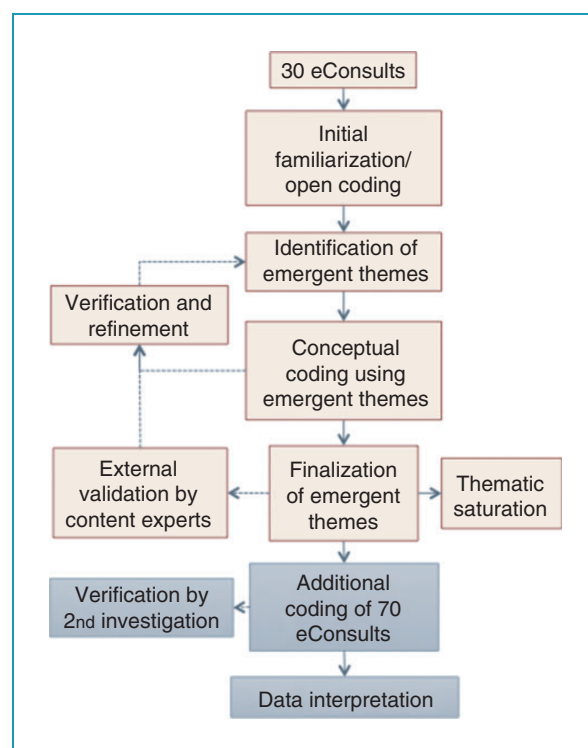 30 eConsults
Initial
familiarization/
open coding
Identification of
emergent themes
Verification and
refinement
Conceptual
coding using
emergent themes
External
validation by
content experts
Finalization
of emergent
themes
Thematic
saturation
Verification by
2nd investigation
Additional
coding of 70
eConsults
Data interpretation